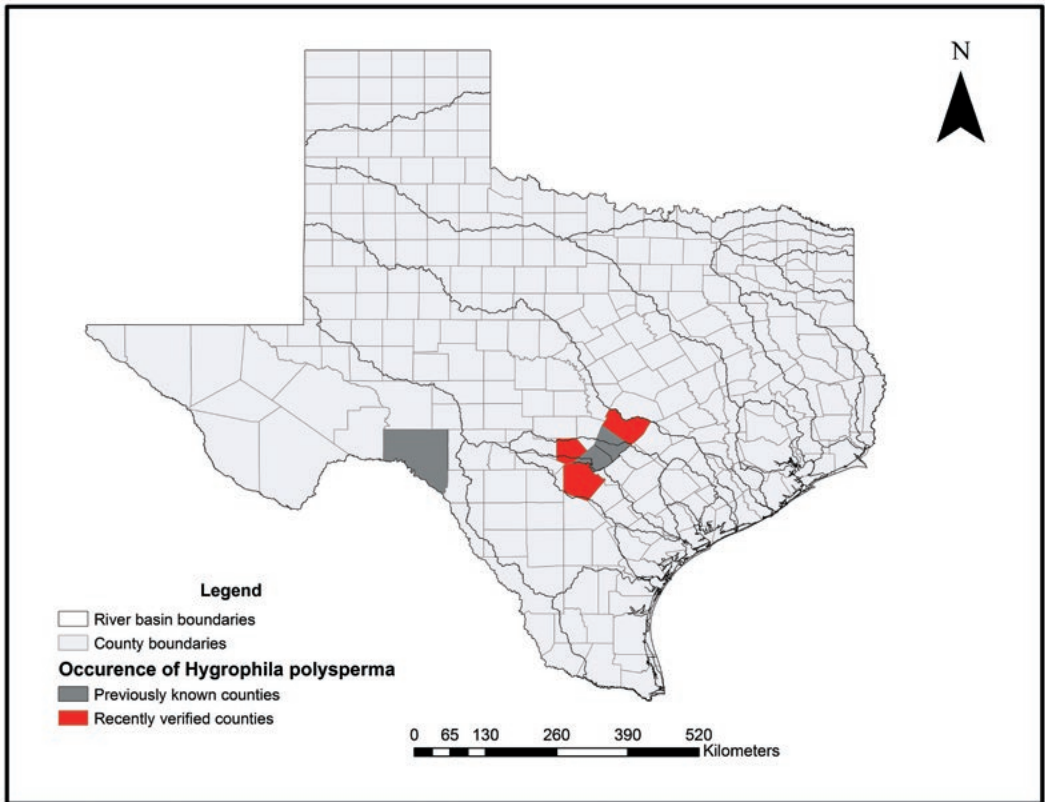 N
Legend
River basin boundaries
County boundaries
Occurence of Hygrophila polysperma
Previously known counties
Recently verified counties
0 65 130 260 390 520
Kilometers